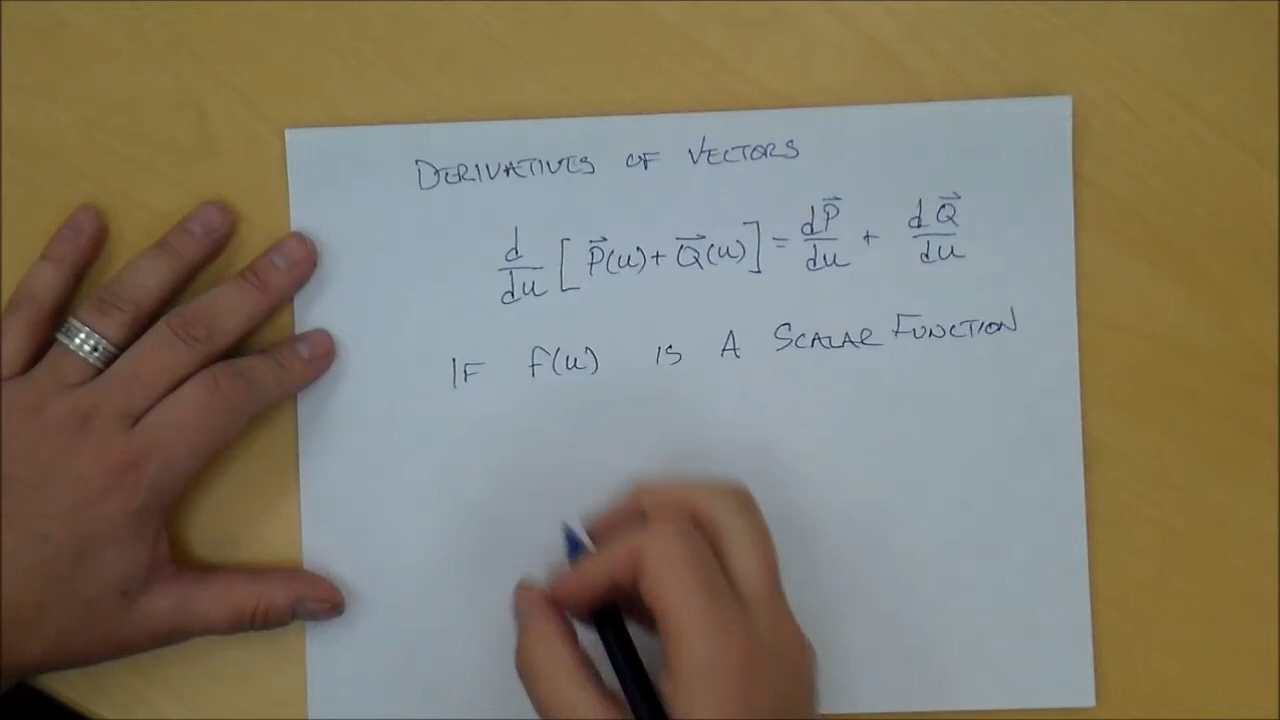 DERIVATIVES OF VECTORS
d/du [ P⃗(u) + Q⃗(u) ] = dP⃗/du + dQ⃗/du
IF f(u) IS A SCALAR FUNCTION